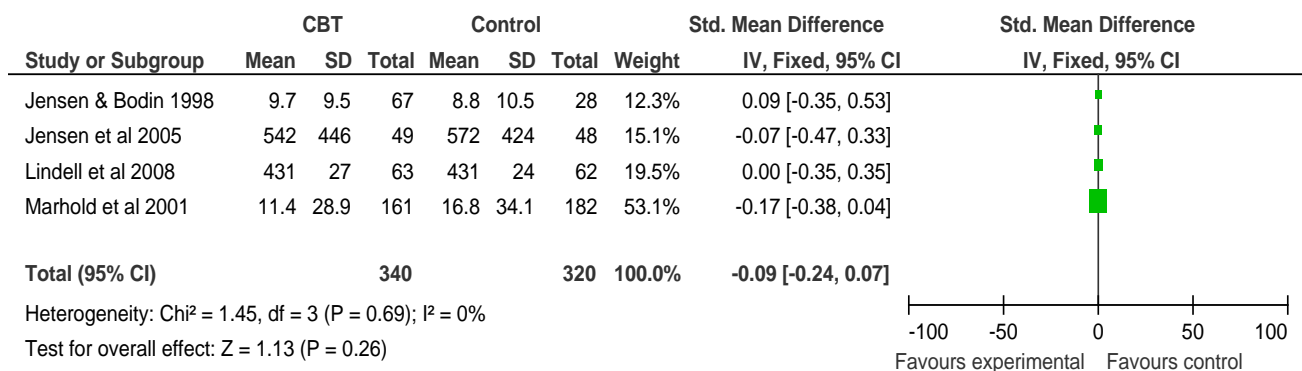 CBT Control Std. Mean Difference Std. Mean Difference
Study or Subgroup Mean SD Total Mean SD Total Weight IV, Fixed, 95% CI IV, Fixed, 95% CI
Jensen & Bodin 1998 9.7 9.5 67 8.8 10.5 28 12.3% 0.09 [-0.35, 0.53]
Jensen et al 2005 542 446 49 572 424 48 15.1% -0.07 [-0.47, 0.33]
Lindell et al 2008 431 27 63 431 24 62 19.5% 0.00 [-0.35, 0.35]
Marhold et al 2001 11.4 28.9 161 16.8 34.1 182 53.1% -0.17 [-0.38, 0.04]
Total (95% CI) 340 320 100.0% -0.09 [-0.24, 0.07]
Heterogeneity: Chi² = 1.45, df = 3 (P = 0.69); I² = 0%
Test for overall effect: Z = 1.13 (P = 0.26)
-100 -50 0 50 100
Favours experimental Favours control